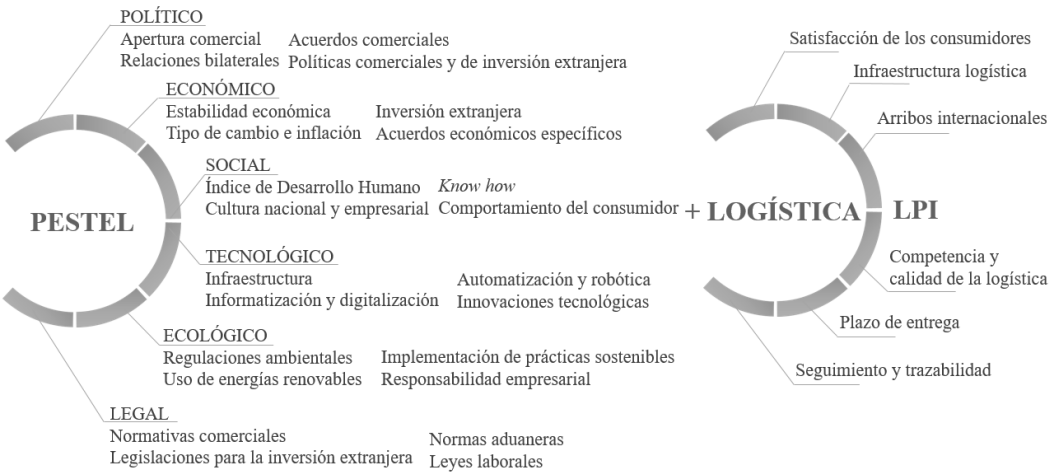 POLÍTICO
Apertura comercial Acuerdos comerciales
Relaciones bilaterales Políticas comerciales y de inversión extranjera
ECONÓMICO
Estabilidad económica Inversión extranjera
Tipo de cambio e inflación Acuerdos económicos específicos
SOCIAL
Índice de Desarrollo Humano Know how
Cultura nacional y empresarial Comportamiento del consumidor
PESTEL
TECNOLÓGICO
Infraestructura Automatización y robótica
Informatización y digitalización Innovaciones tecnológicas
ECOLÓGICO
Regulaciones ambientales Implementación de prácticas sostenibles
Uso de energías renovables Responsabilidad empresarial
LEGAL
Normativas comerciales Normas aduaneras
Legislaciones para la inversión extranjera Leyes laborales
+ LOGÍSTICA LPI
Satisfacción de los consumidores
Infraestructura logística
Arribos internacionales
Competencia y
calidad de la logística
Plazo de entrega
Seguimiento y trazabilidad